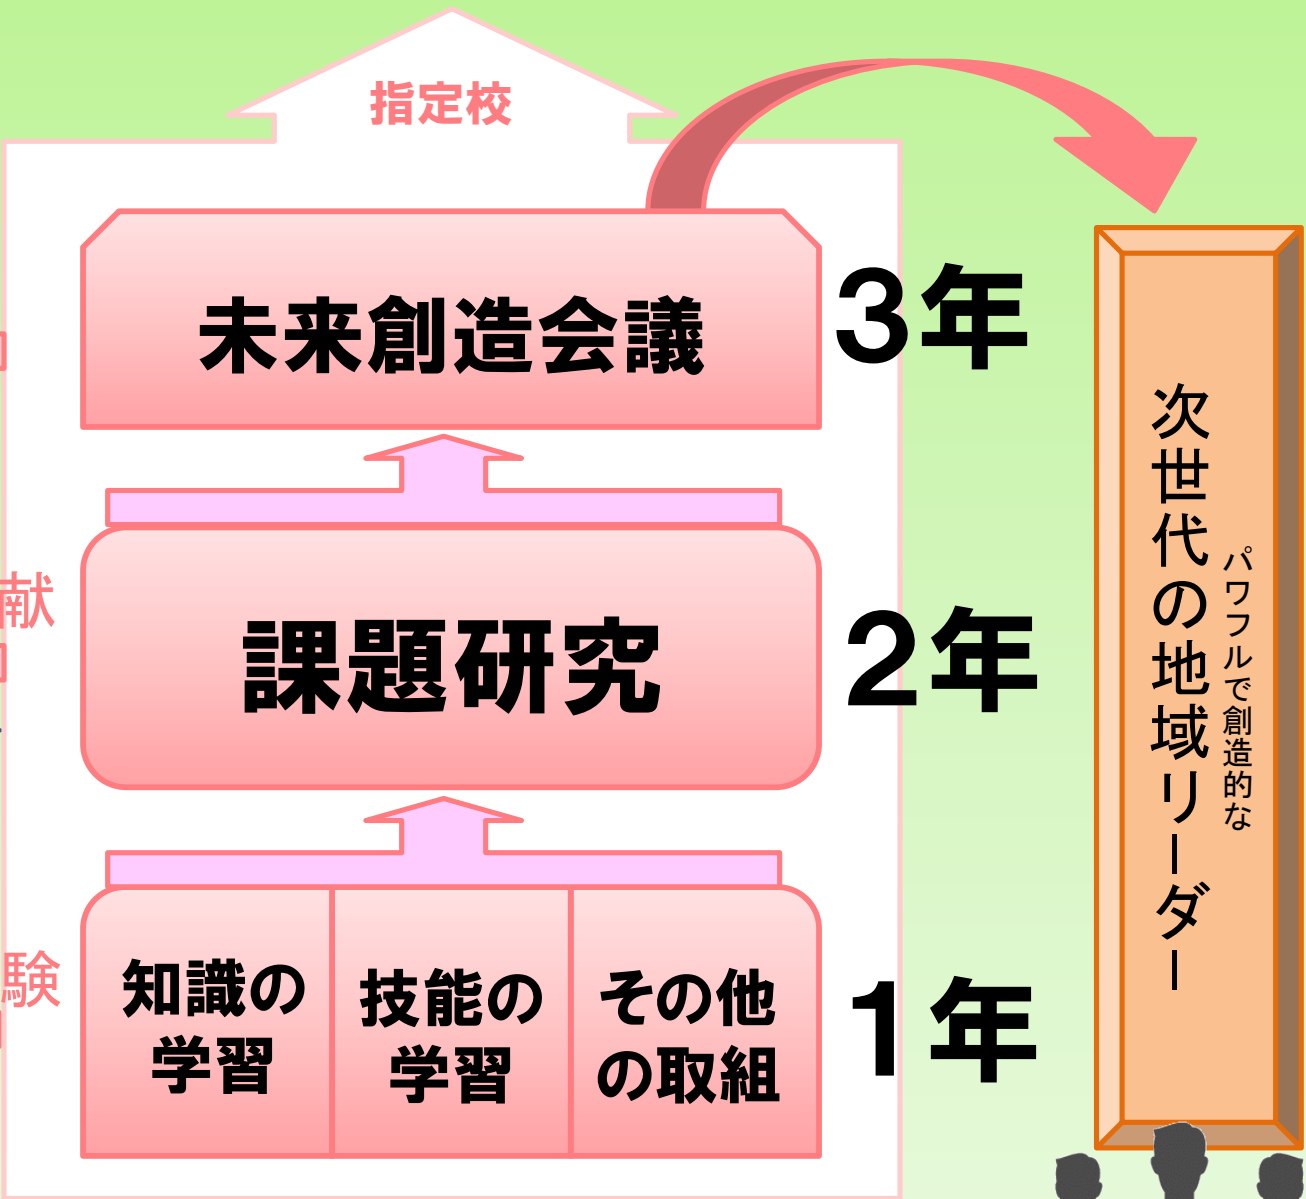 指定校
未来創造会議
3年
献
課題研究
2年
験
知識の
学習
技能の
学習
その他
の取組
1年
パワフルで創造的な
次世代の地域リーダー